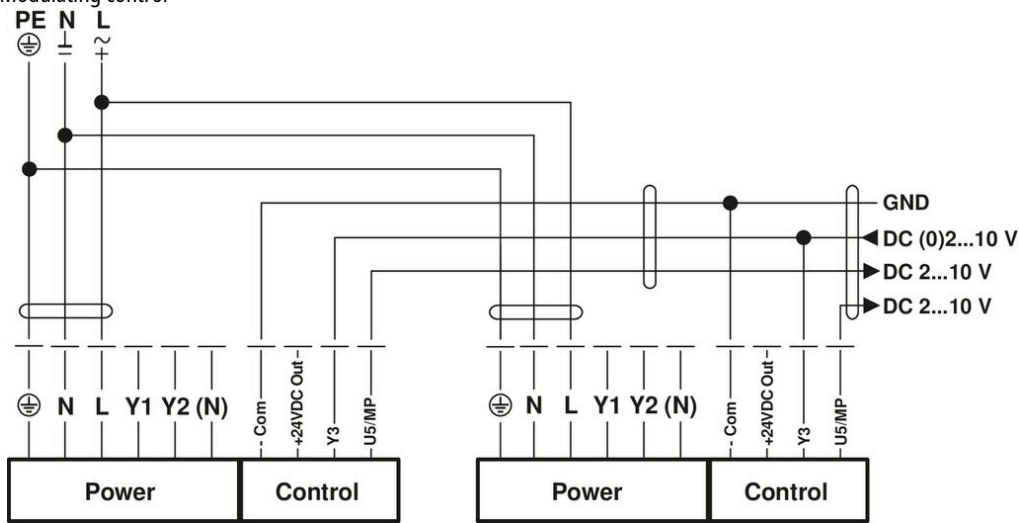 Modulating control
PE N L
GND
DC (0)2...10 V
DC 2...10 V
DC 2...10 V
N L Y1 Y2 (N) - Com +24VDC Out Y3 U5/MP N L Y1 Y2 (N) - Com +24VDC Out Y3 U5/MP
Power Control Power Control